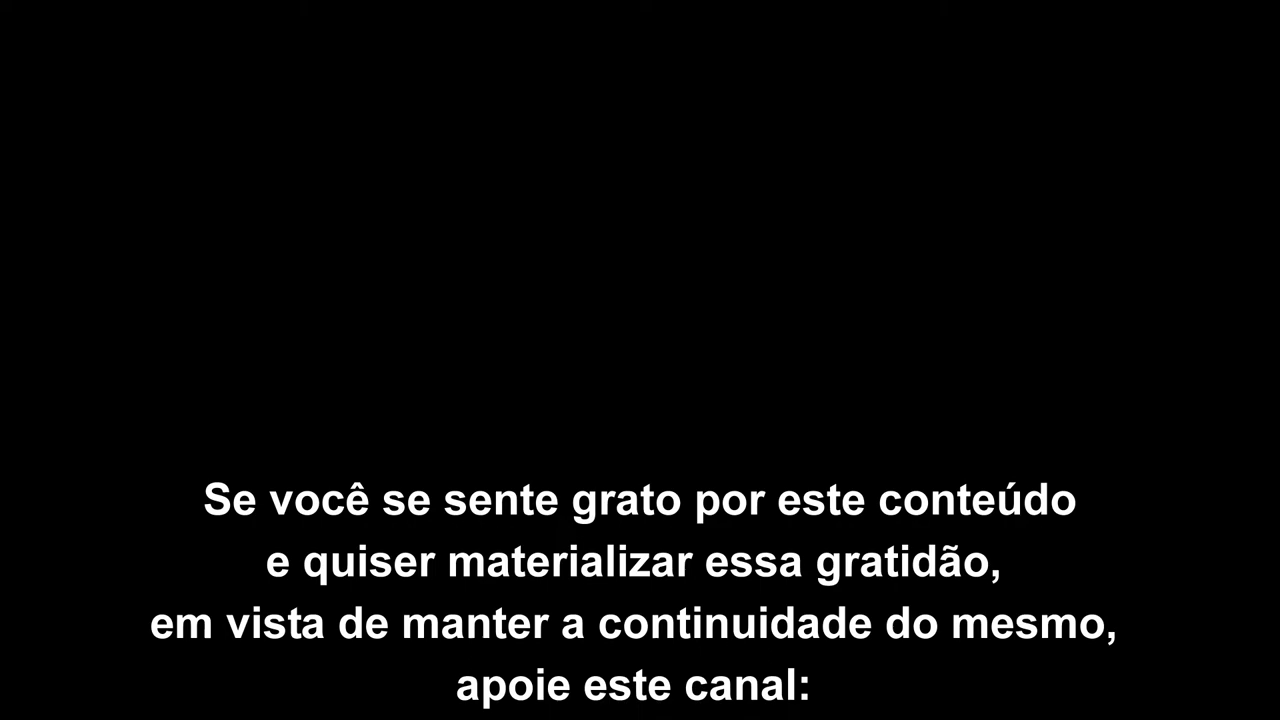 Se você se sente grato por este conteúdo
e quiser materializar essa gratidão,
em vista de manter a continuidade do mesmo,
apoie este canal: